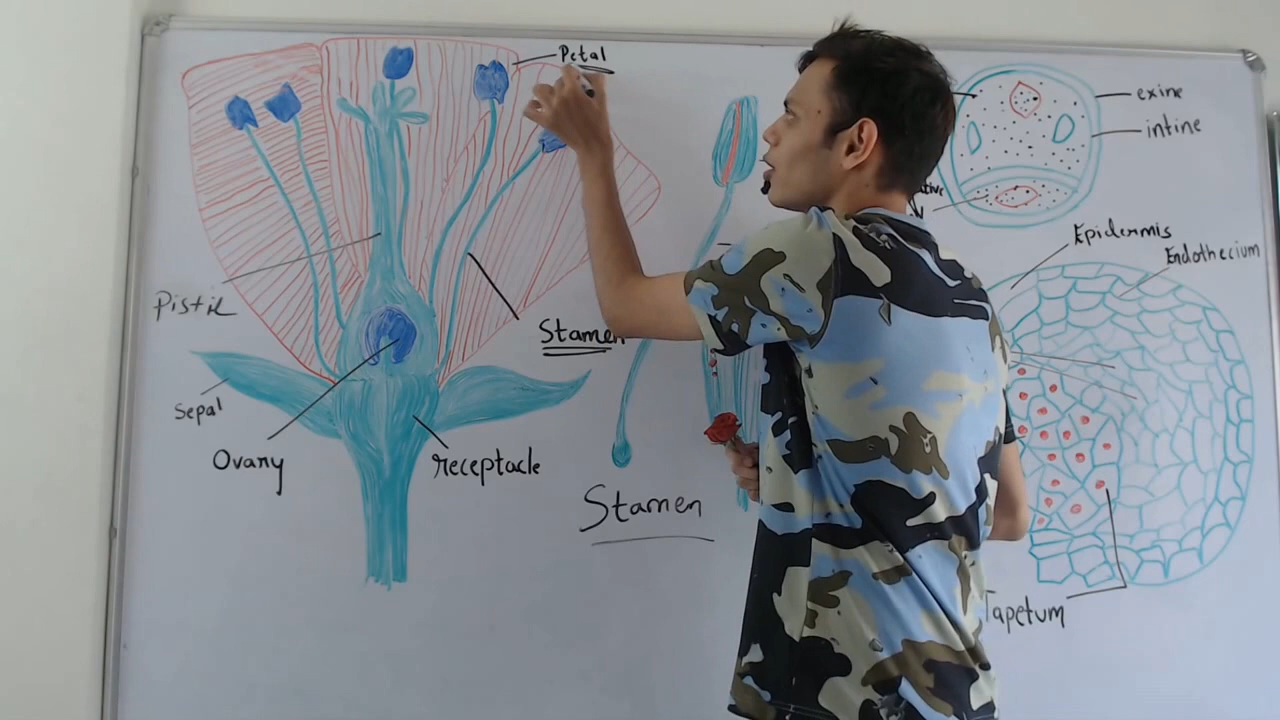 Petal
exine
intine
Epidermis
Endothecium
Pistil
Stamen
Sepal
Ovary
receptacle
Stamen
Tapetum